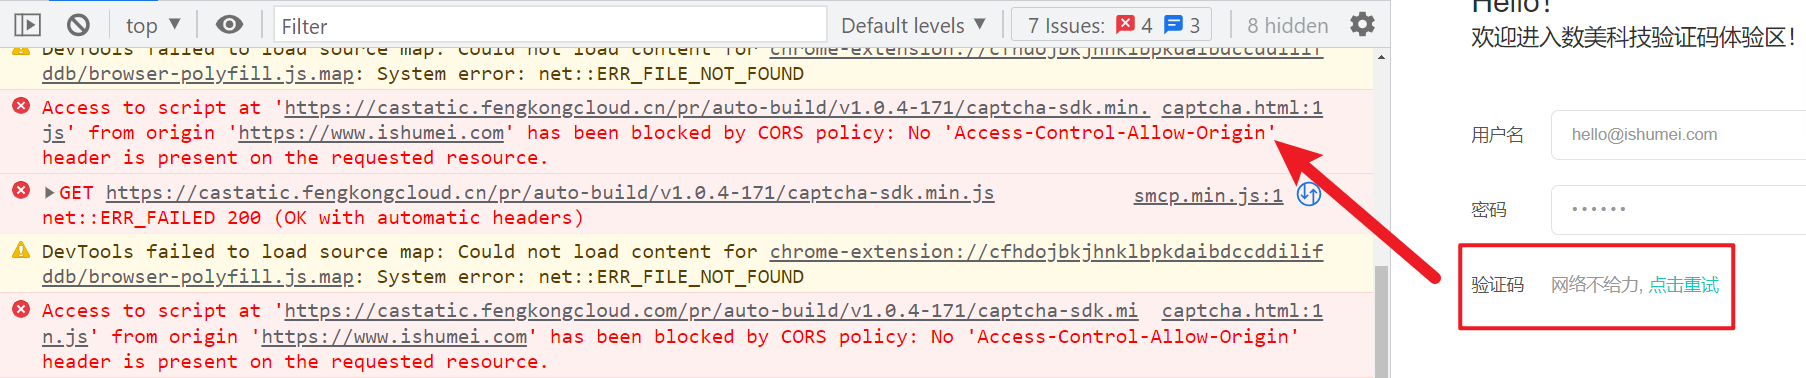 top ▼
Filter
Default levels ▼
7 Issues: 4 3
8 hidden
DevTools failed to load source map: Could not load content for chrome-extension://cfhdojbkjhnklbpkdaibdccddilif
ddb/browser-polyfill.js.map: System error: net::ERR_FILE_NOT_FOUND
Access to script at 'https://castatic.fengkongcloud.cn/pr/auto-build/v1.0.4-171/captcha-sdk.min. captcha.html:1
js' from origin 'https://www.ishumei.com' has been blocked by CORS policy: No 'Access-Control-Allow-Origin'
header is present on the requested resource.
▶GET https://castatic.fengkongcloud.cn/pr/auto-build/v1.0.4-171/captcha-sdk.min.js smcp.min.js:1
net::ERR_FAILED 200 (OK with automatic headers)
DevTools failed to load source map: Could not load content for chrome-extension://cfhdojbkjhnklbpkdaibdccddilif
ddb/browser-polyfill.js.map: System error: net::ERR_FILE_NOT_FOUND
Access to script at 'https://castatic.fengkongcloud.com/pr/auto-build/v1.0.4-171/captcha-sdk.mi captcha.html:1
n.js' from origin 'https://www.ishumei.com' has been blocked by CORS policy: No 'Access-Control-Allow-Origin'
header is present on the requested resource.
Hello!
欢迎进入数美科技验证码体验区!
用户名 hello@ishumei.com
密码 ••••••
验证码 网络不给力, 点击重试